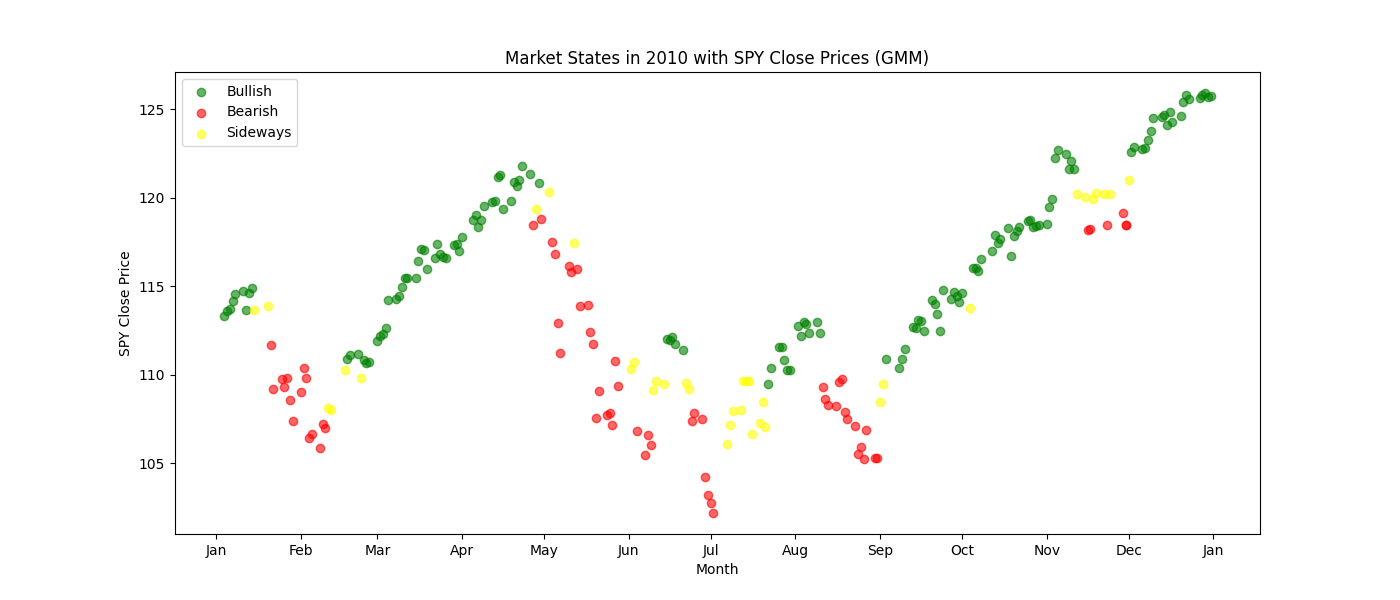 Market States in 2010 with SPY Close Prices (GMM)
Bullish
Bearish
Sideways
125
120
115
110
105
SPY Close Price
Jan Feb Mar Apr May Jun Jul Aug Sep Oct Nov Dec Jan
Month